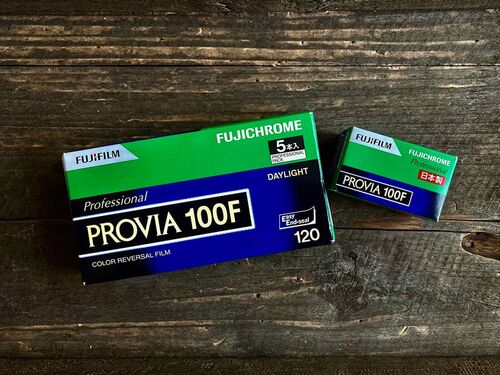 FUJIFILM
FUJICHROME
5本入
PROFESSIONAL
DAYLIGHT
Professional
PROVIA 100F
Easy
End-seal
COLOR REVERSAL FILM
120
FUJIFILM
FUJICHROME
Professional
日本製
PROVIA 100F